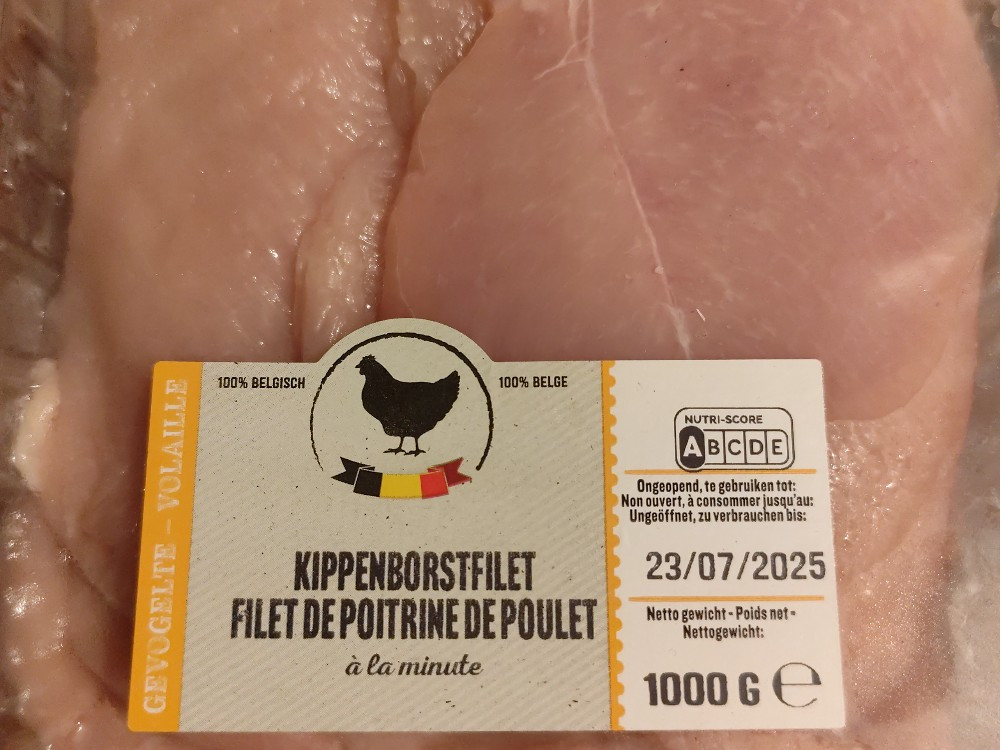 GEVOGELTE – VOLAILLE
100% BELGISCH
100% BELGE
KIPPENBORSTFILET
FILET DE POITRINE DE POULET
à la minute
NUTRI-SCORE
ABCDE
Ongeopend, te gebruiken tot:
Non ouvert, à consommer jusqu'au:
Ungeöffnet, zu verbrauchen bis:
23/07/2025
Netto gewicht - Poids net -
Nettogewicht:
1000 G ℮